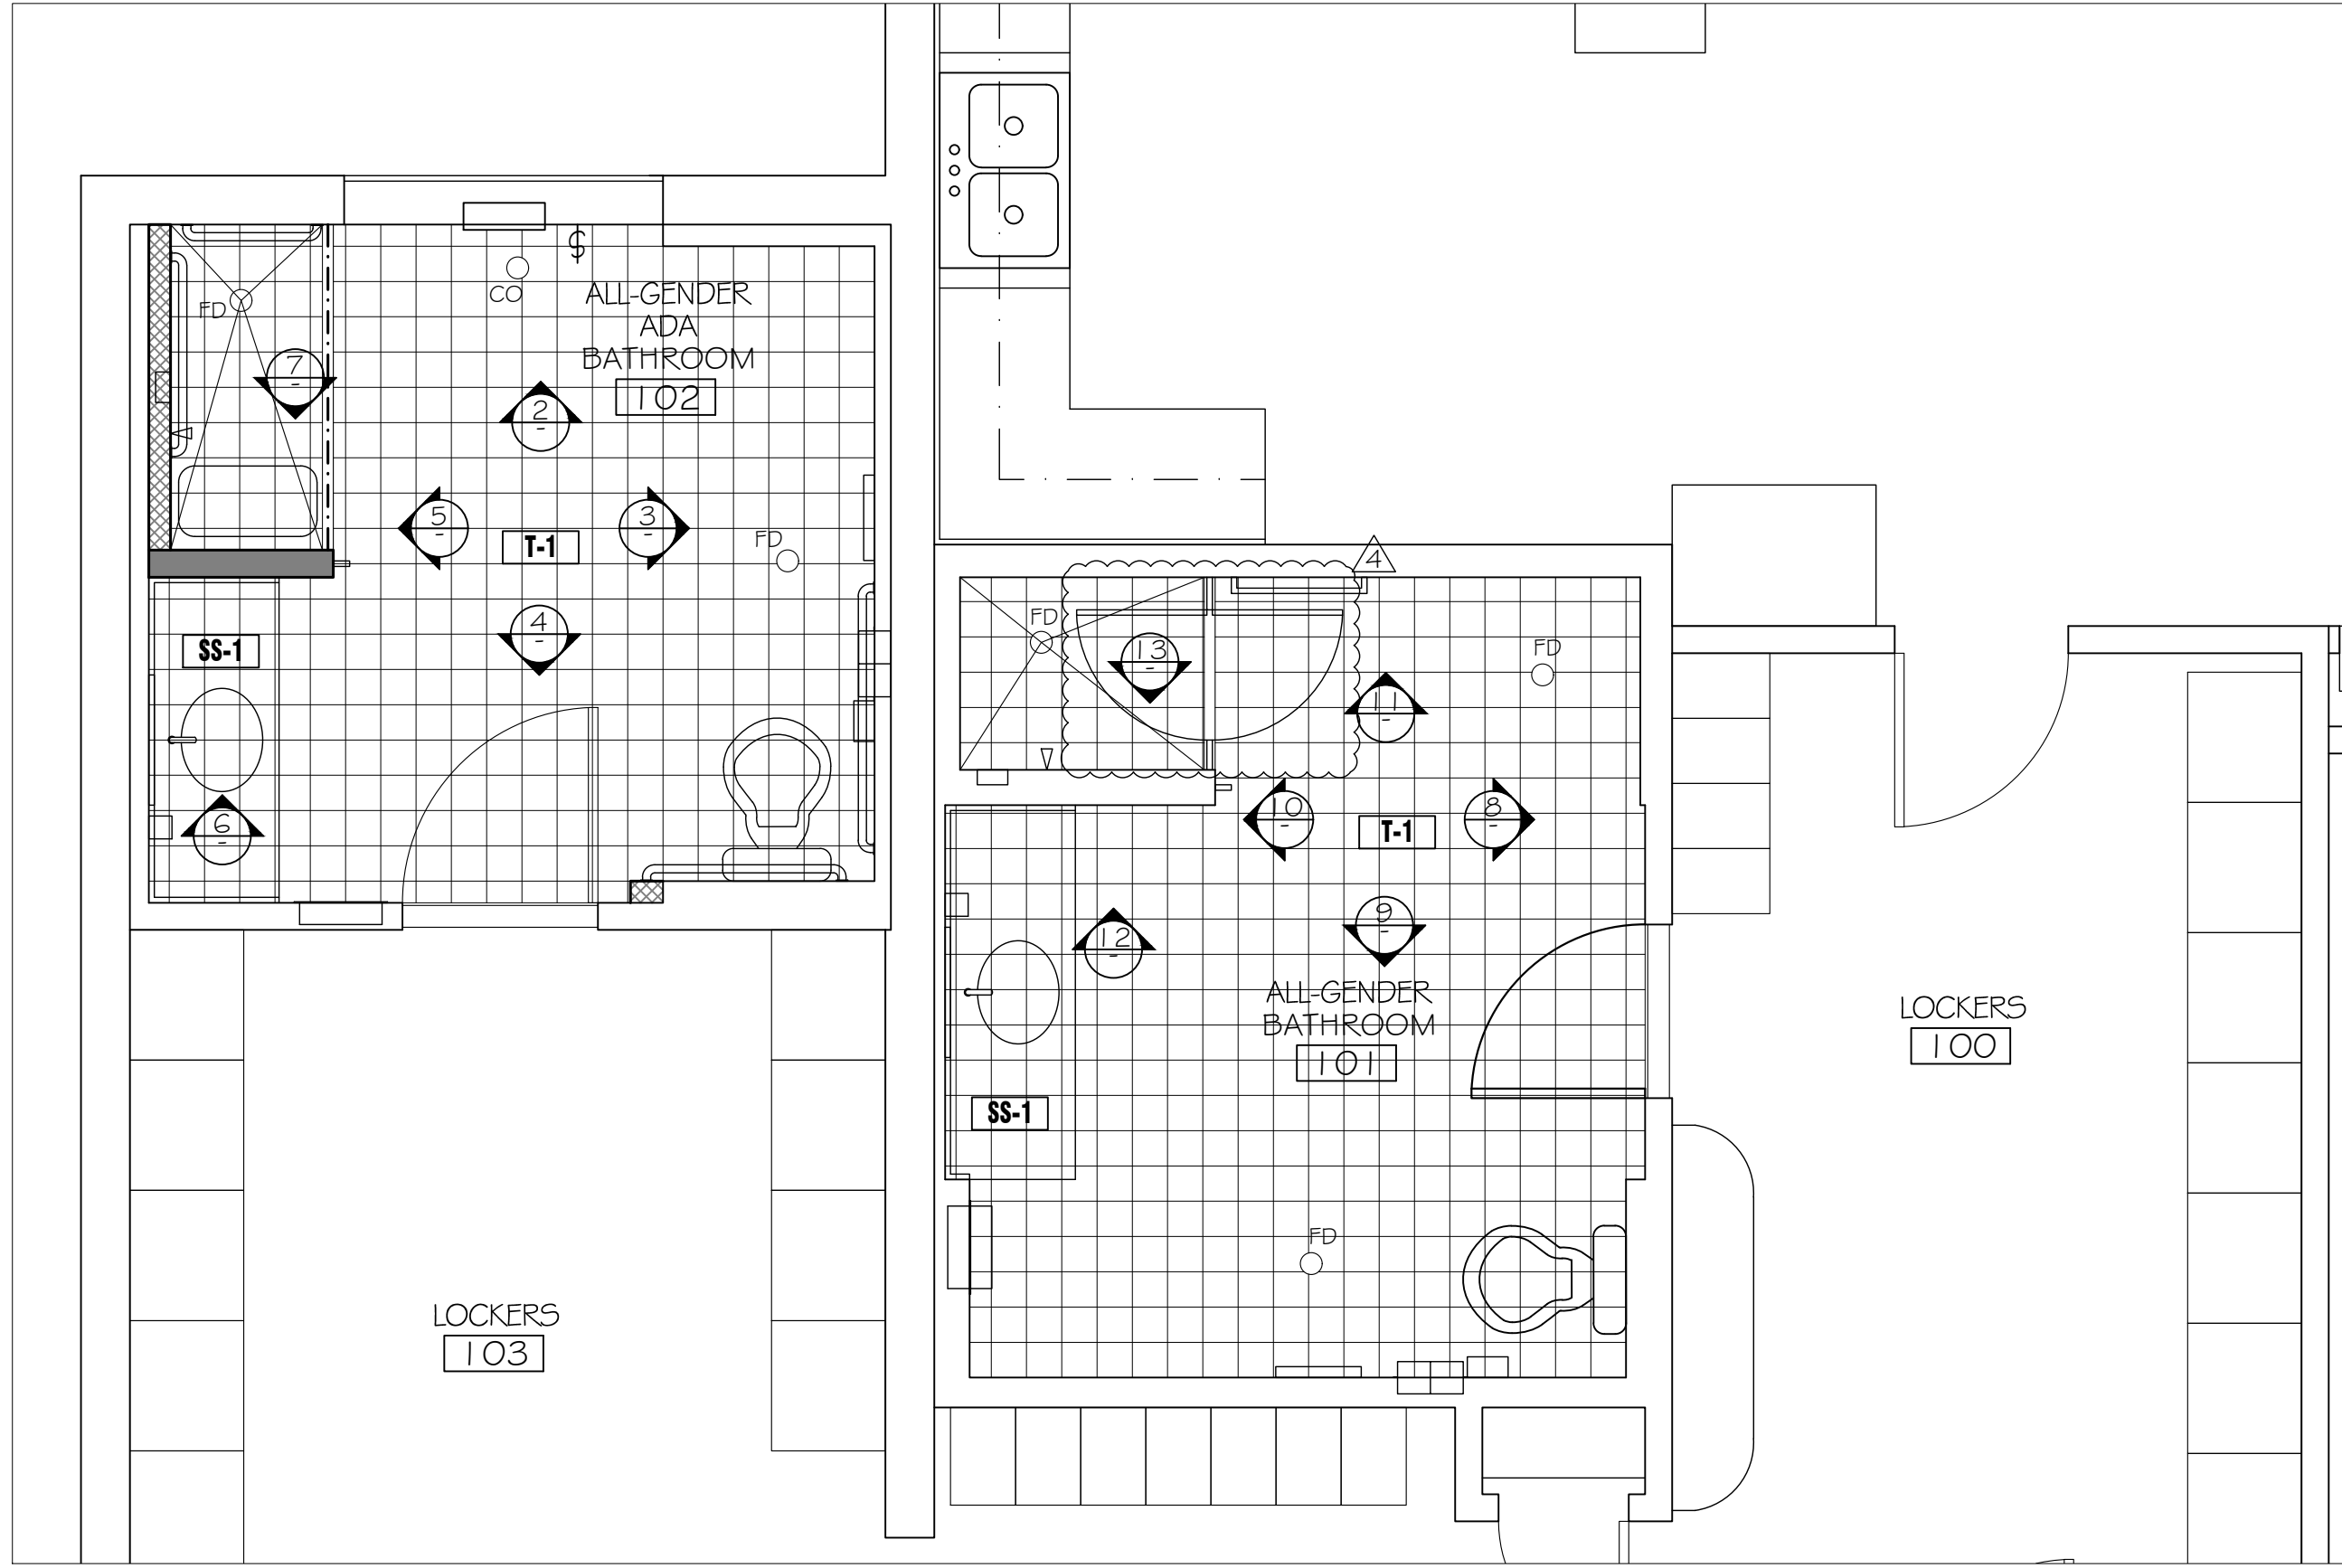 CO
ALL-GENDER
ADA
BATHROOM
102
FD
7
-
2
-
5
-
3
-
T-1
FD
4
-
SS-1
6
-
4
FD
13
-
FD
11
-
10
-
T-1
8
-
9
-
12
-
ALL-GENDER
BATHROOM
101
SS-1
FD
LOCKERS
100
LOCKERS
103
$